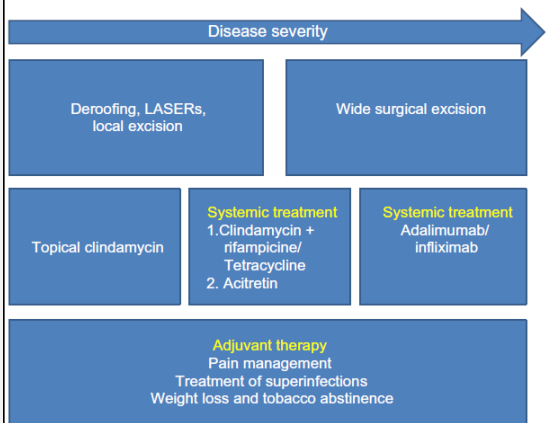 Disease severity
Deroofing, LASERs,
local excision
Wide surgical excision
Topical clindamycin
Systemic treatment
1.Clindamycin +
rifampicine/
Tetracycline
2. Acitretin
Systemic treatment
Adalimumab/
infliximab
Adjuvant therapy
Pain management
Treatment of superinfections
Weight loss and tobacco abstinence